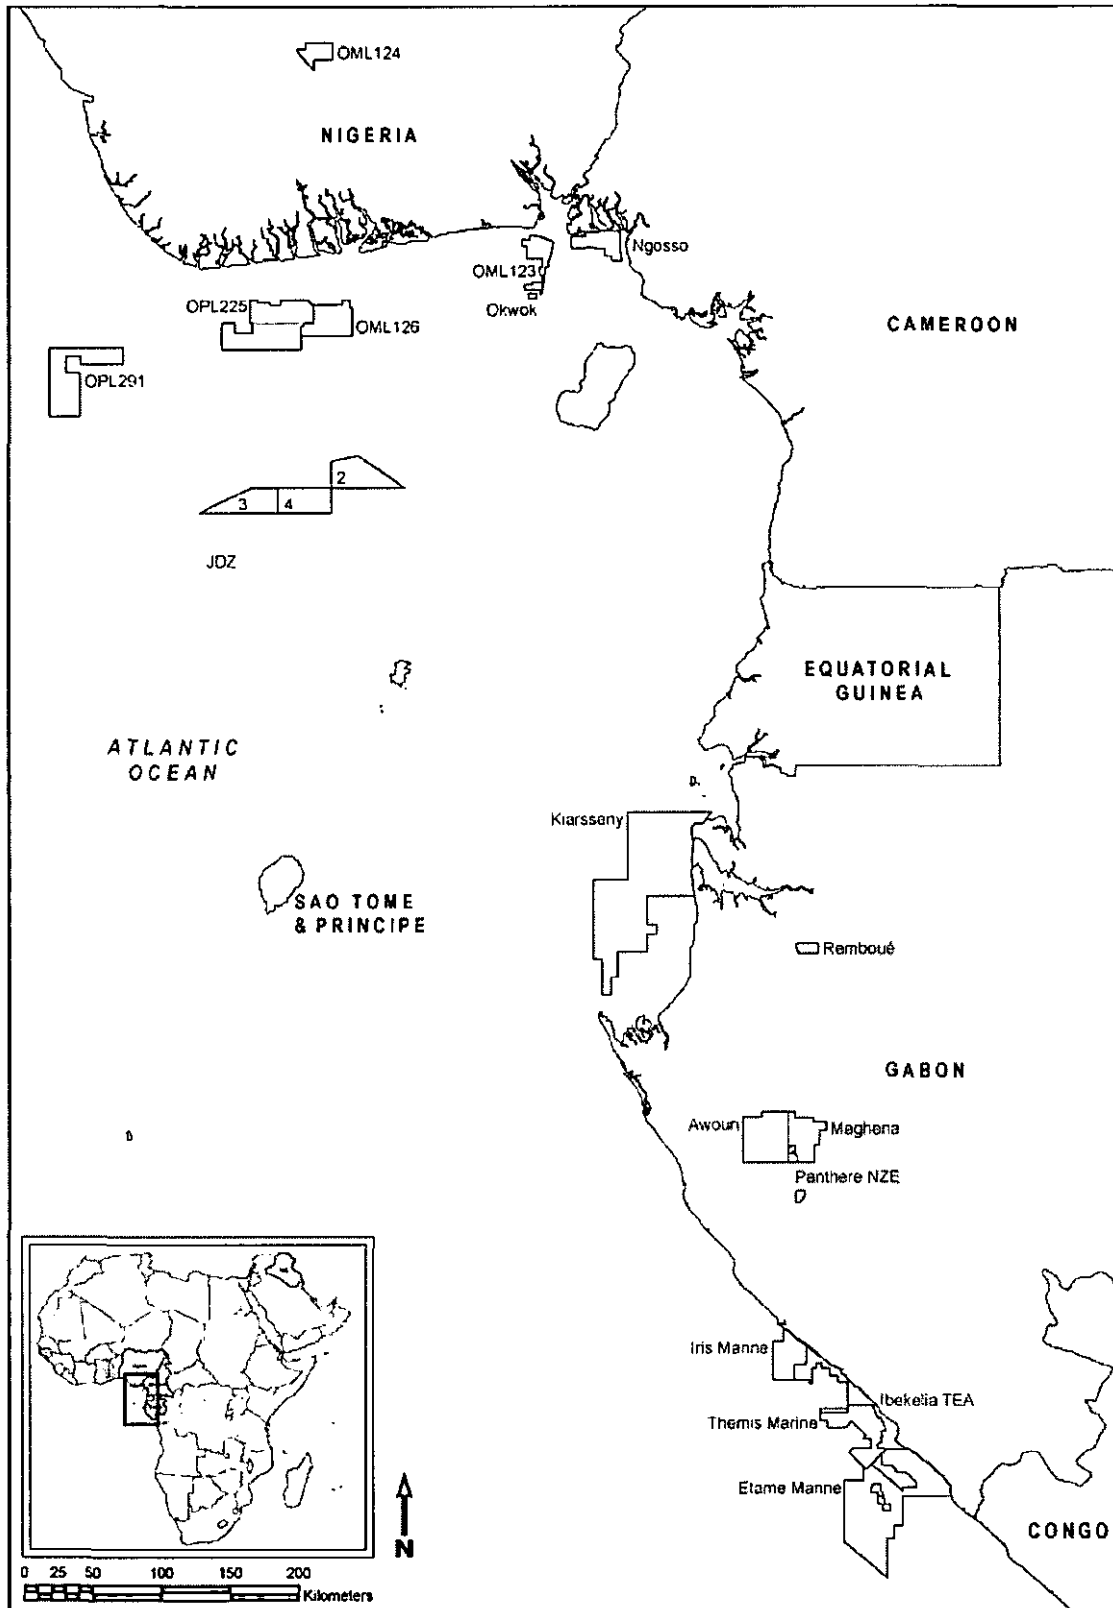 OML124
NIGERIA
Ngosso
OML123
Okwok
OPL225
OML126
CAMEROON
OPL291
2
3
4
JDZ
EQUATORIAL
GUINEA
ATLANTIC
OCEAN
Kiarsseny
SAO TOME
& PRINCIPE
Remboué
GABON
Awoun
Maghena
Panthere NZE
Iris Marine
Ibekelia TEA
Themis Marine
Etame Marine
CONGO
N
0 25 50 100 150 200
Kilometers